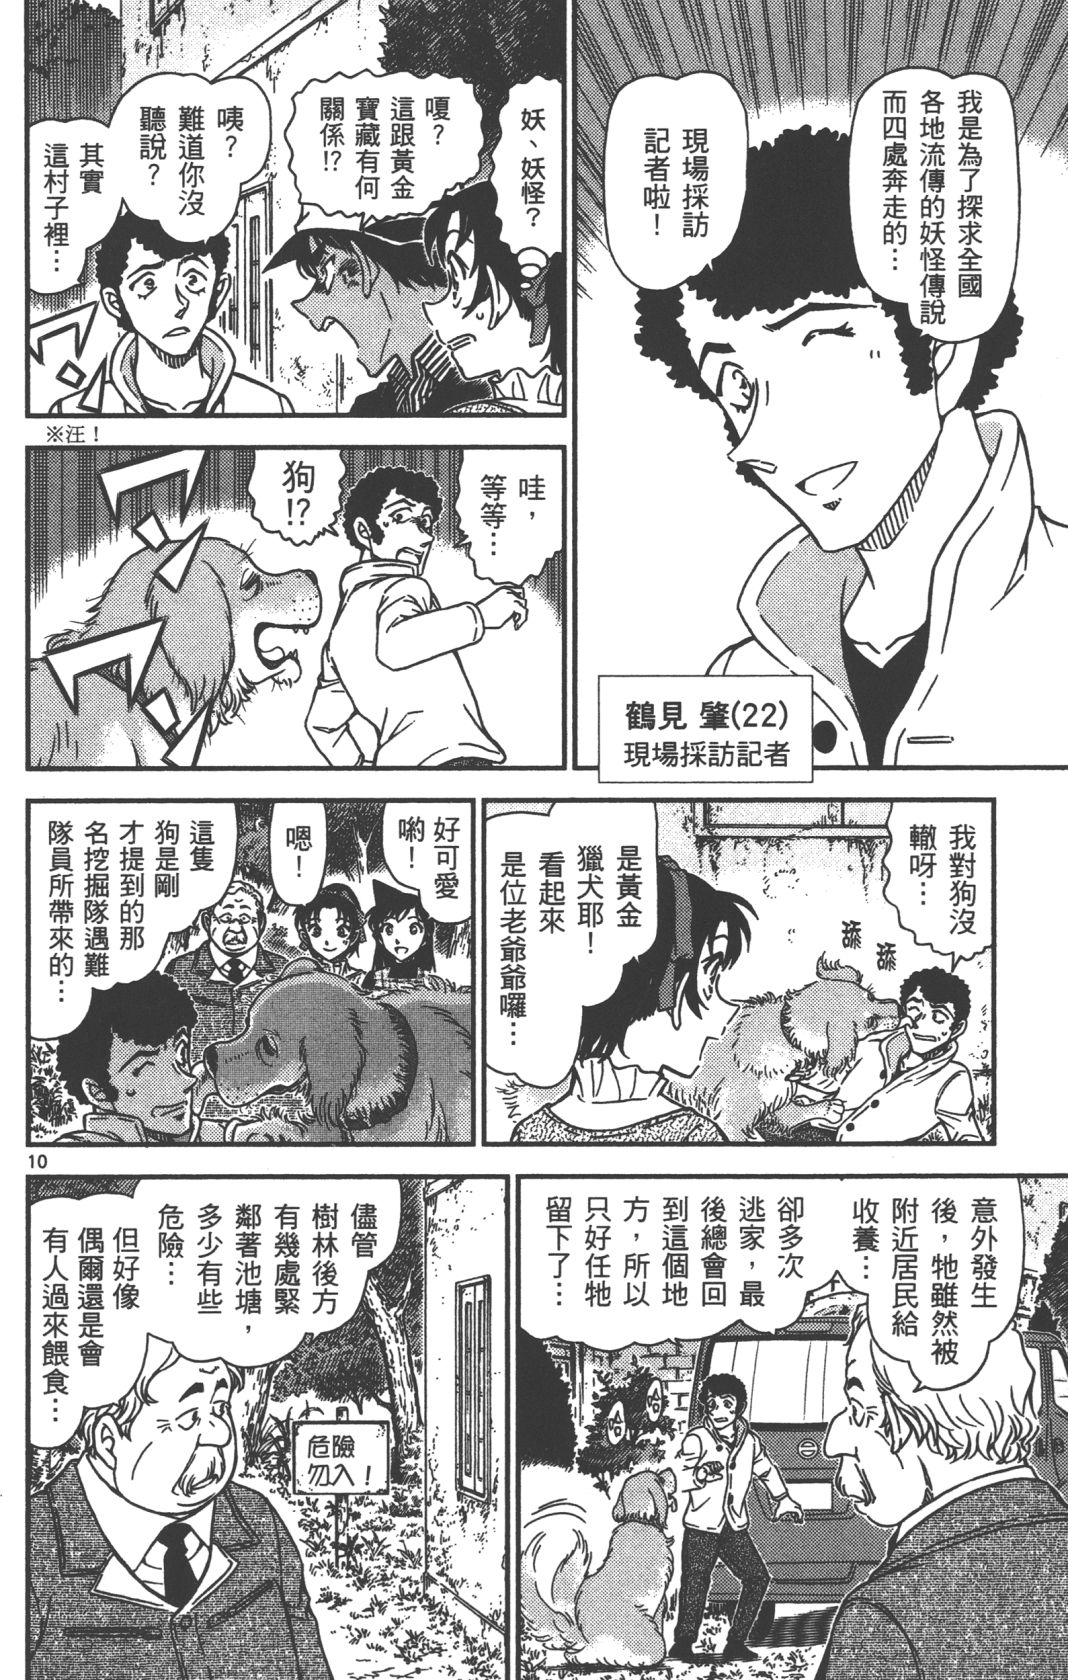 我是為了探求全國
各地流傳的妖怪傳說
而四處奔走的…
現場採訪
記者啦！
鶴見 肇(22)
現場採訪記者
妖、妖怪？
嗄？
這跟黃金
寶藏有何
關係!?
咦？
難道你沒
聽說？
其實
這村子裡…
※汪！
哇，
等等…
狗!?
我對狗沒
轍呀…
舔
舔
是黃金
獵犬耶！
看起來
是位老爺爺囉…
好可愛
喲！
嗯！
這隻
狗是剛
才提到的那
名挖掘隊遇難
隊員所帶來的…
10
意外發生
後，牠雖然被
附近居民給
收養…
卻多次
逃家，最
後總會回
到這個地
方，所以
只好任牠
留下了…
哈
哈
儘管
樹林後方
有幾處緊
鄰著池塘，
多少有些
危險…
但好像
偶爾還是會
有人過來餵食…
危險
勿入！